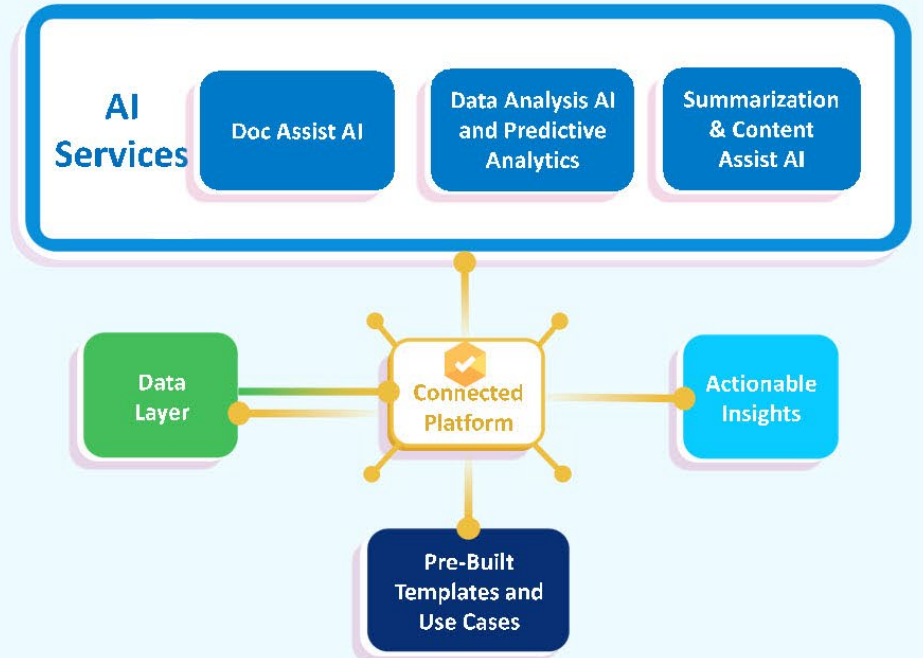 AI
Services
Doc Assist AI
Data Analysis AI
and Predictive
Analytics
Summarization
& Content
Assist AI
Data
Layer
Connected
Platform
Actionable
Insights
Pre-Built
Templates and
Use Cases